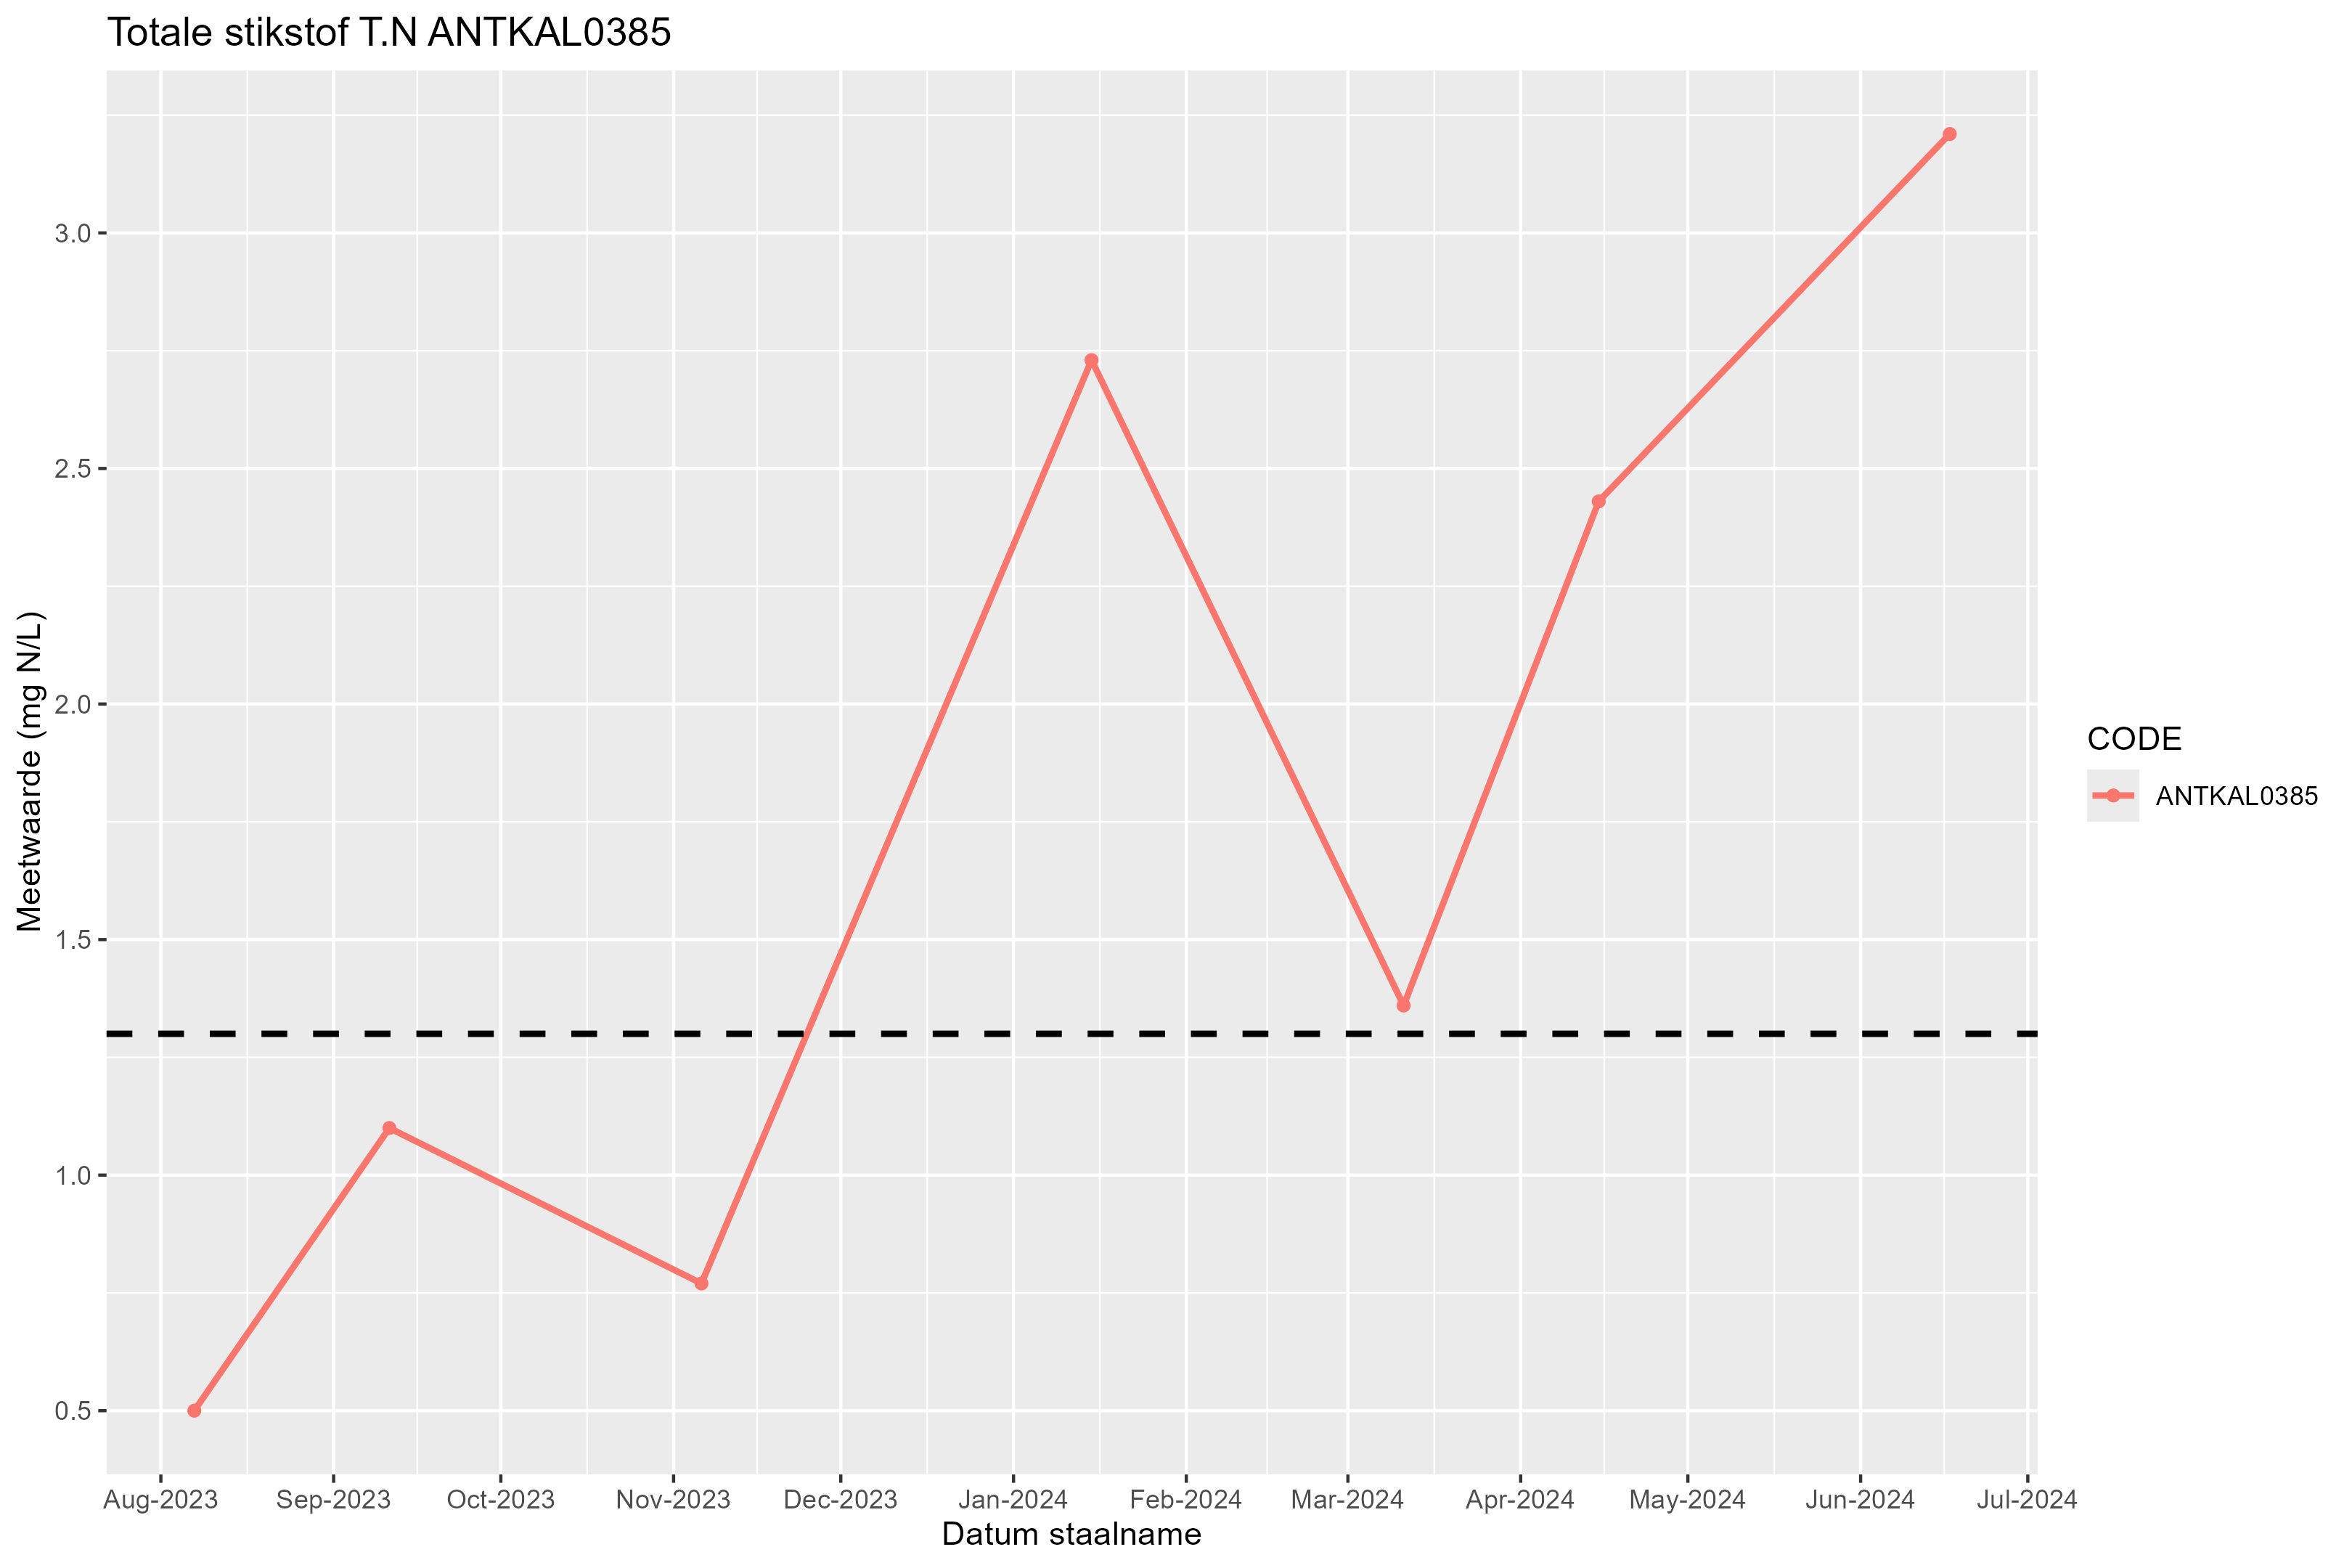 Totale stikstof T.N ANTKAL0385
Meetwaarde (mg N/L)
3.0
2.5
2.0
1.5
1.0
0.5
Aug-2023 Sep-2023 Oct-2023 Nov-2023 Dec-2023 Jan-2024 Feb-2024 Mar-2024 Apr-2024 May-2024 Jun-2024 Jul-2024
Datum staalname
CODE
ANTKAL0385